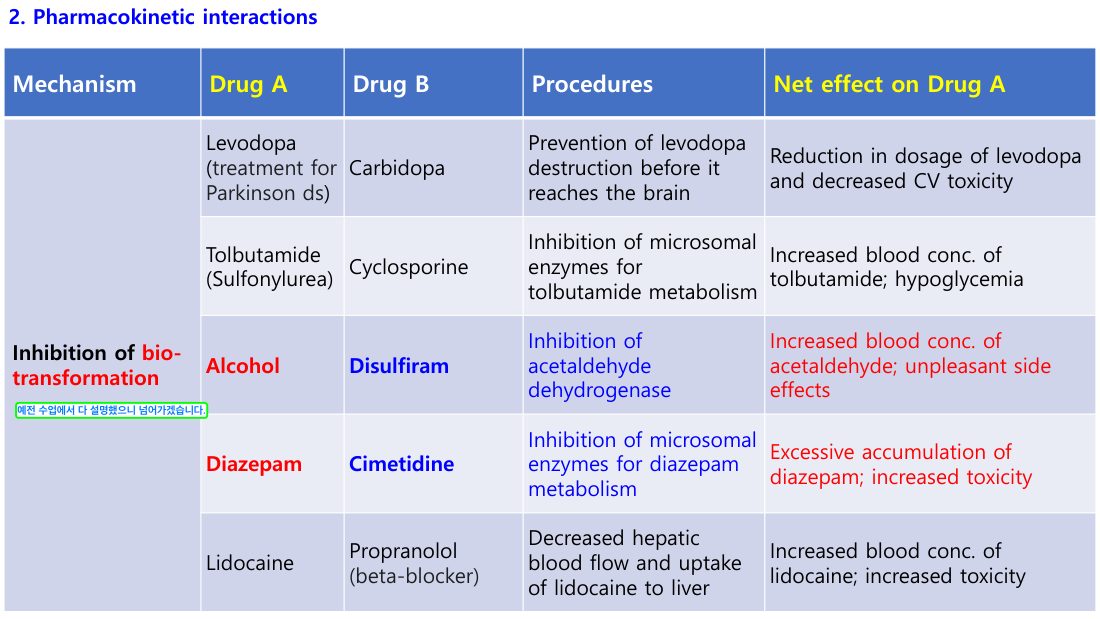 2. Pharmacokinetic interactions
Mechanism
Drug A
Drug B
Procedures
Net effect on Drug A
Inhibition of bio-
transformation
예전 수업에서 다 설명했으니 넘어가겠습니다.
Levodopa
(treatment for
Parkinson ds)
Carbidopa
Prevention of levodopa
destruction before it
reaches the brain
Reduction in dosage of levodopa
and decreased CV toxicity
Tolbutamide
(Sulfonylurea)
Cyclosporine
Inhibition of microsomal
enzymes for
tolbutamide metabolism
Increased blood conc. of
tolbutamide; hypoglycemia
Alcohol
Disulfiram
Inhibition of
acetaldehyde
dehydrogenase
Increased blood conc. of
acetaldehyde; unpleasant side
effects
Diazepam
Cimetidine
Inhibition of microsomal
enzymes for diazepam
metabolism
Excessive accumulation of
diazepam; increased toxicity
Lidocaine
Propranolol
(beta-blocker)
Decreased hepatic
blood flow and uptake
of lidocaine to liver
Increased blood conc. of
lidocaine; increased toxicity